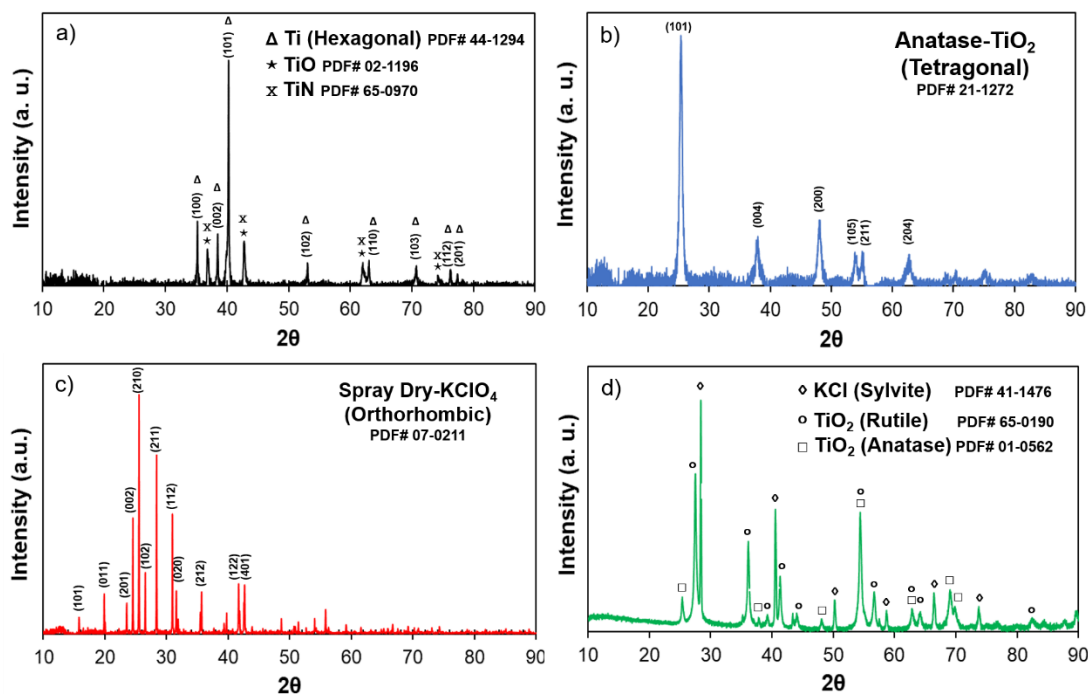 a)
Δ Ti (Hexagonal) PDF# 44-1294
★ TiO PDF# 02-1196
x TiN PDF# 65-0970
Δ
(100)
x
★
Δ
(002)
Δ
(101)
x
★
Δ
(102)
x
★
Δ
(110)
Δ
(103)
x
★
Δ
(112)
Δ
(201)
Intensity (a. u.)
10 20 30 40 50 60 70 80 90
2θ
b)
Anatase-TiO₂
(Tetragonal)
PDF# 21-1272
(101)
(004)
(200)
(105)
(211)
(204)
Intensity (a. u.)
10 20 30 40 50 60 70 80 90
2θ
c)
Spray Dry-KClO₄
(Orthorhombic)
PDF# 07-0211
(101)
(011)
(201)
(002)
(210)
(102)
(211)
(112)
(020)
(212)
(122)
(401)
Intensity (a. u.)
10 20 30 40 50 60 70 80 90
2θ
d)
◊ KCl (Sylvite) PDF# 41-1476
o TiO₂ (Rutile) PDF# 65-0190
□ TiO₂ (Anatase) PDF# 01-0562
Intensity (a. u.)
10 20 30 40 50 60 70 80 90
2θ